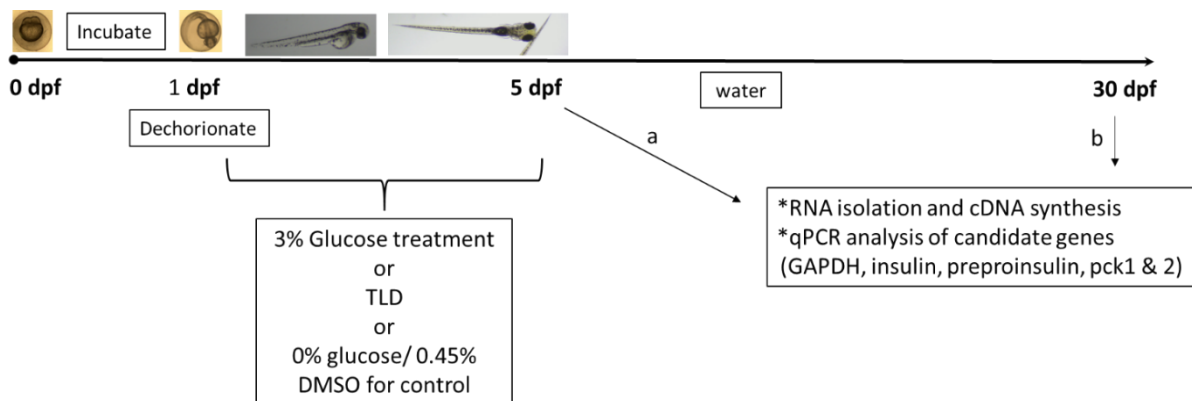 Incubate
0 dpf
1 dpf
5 dpf
water
30 dpf
Dechorionate
a
b
3% Glucose treatment
or
TLD
or
0% glucose/ 0.45%
DMSO for control
*RNA isolation and cDNA synthesis
*qPCR analysis of candidate genes
(GAPDH, insulin, preproinsulin, pck1 & 2)